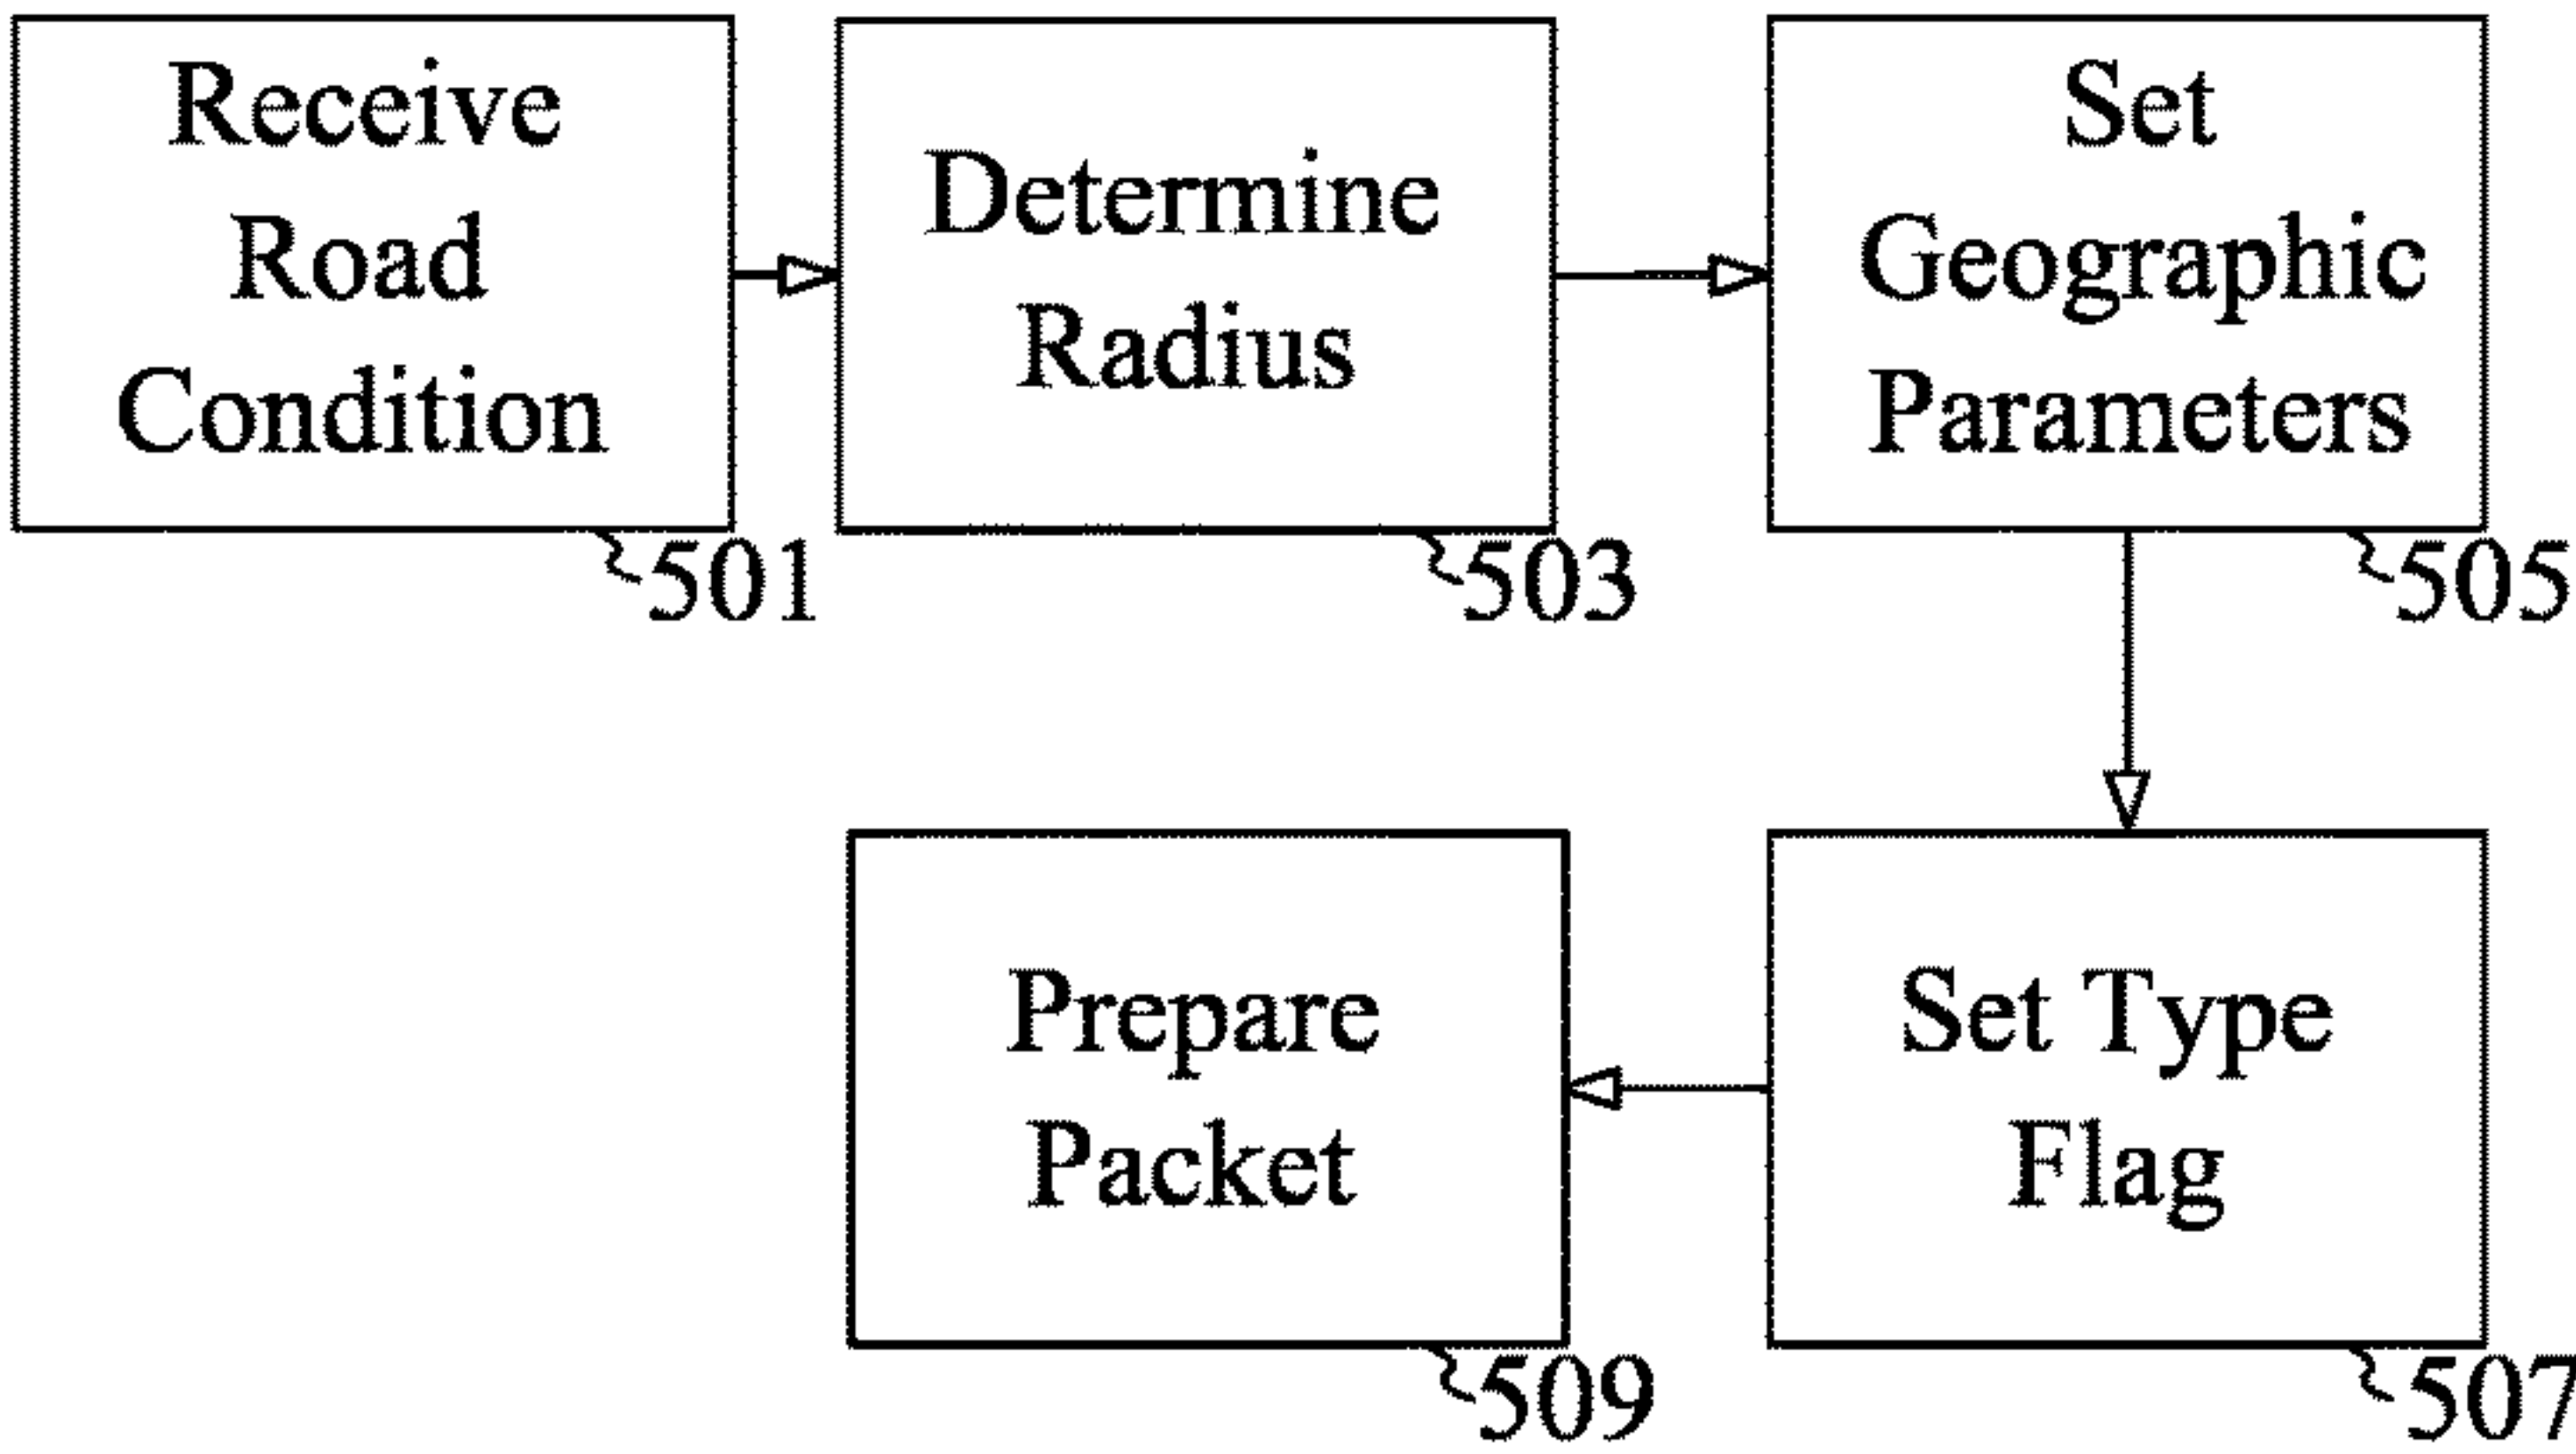 Receive
Road
Condition
501
Determine
Radius
503
Set
Geographic
Parameters
505
Set Type
Flag
507
Prepare
Packet
509